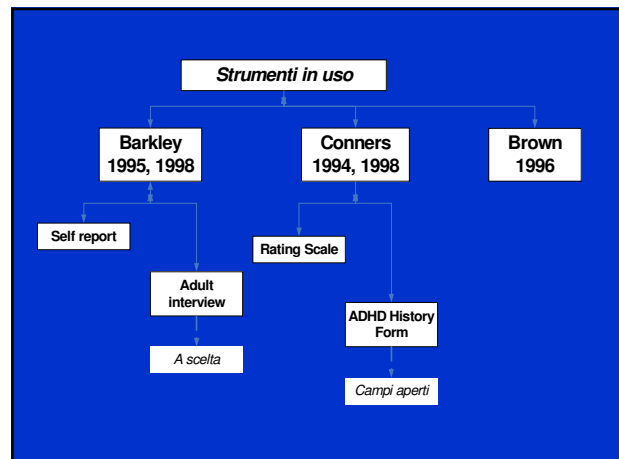 Strumenti in uso
Barkley
1995, 1998
Conners
1994, 1998
Brown
1996
Self report
Rating Scale
Adult
interview
ADHD History
Form
A scelta
Campi aperti